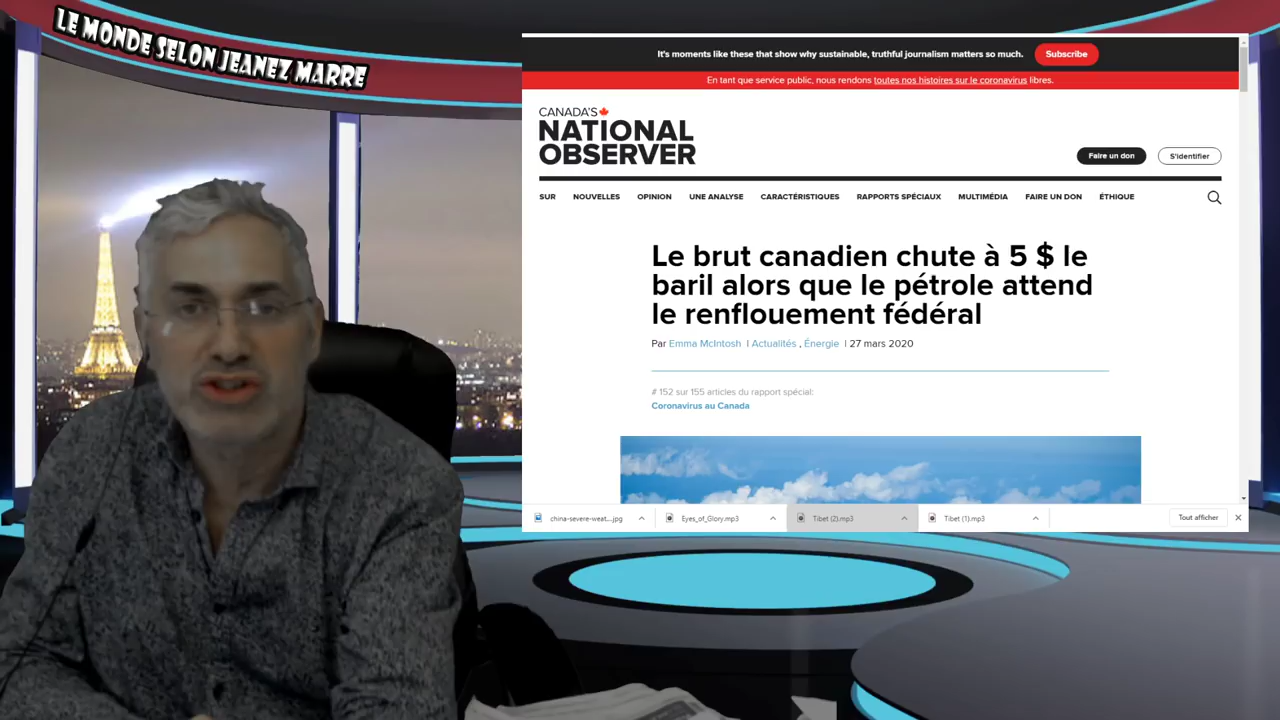 LE MONDE SELON JEANEZ MARRE
It's moments like these that show why sustainable, truthful journalism matters so much. Subscribe
En tant que service public, nous rendons toutes nos histoires sur le coronavirus libres.
CANADA'S
NATIONAL
OBSERVER
Faire un don S'identifier
SUR NOUVELLES OPINION UNE ANALYSE CARACTÉRISTIQUES RAPPORTS SPÉCIAUX MULTIMÉDIA FAIRE UN DON ÉTHIQUE
Le brut canadien chute à 5 $ le
baril alors que le pétrole attend
le renflouement fédéral
Par Emma McIntosh | Actualités , Énergie | 27 mars 2020
# 152 sur 155 articles du rapport spécial:
Coronavirus au Canada
china-severe-weat....jpg Eyes_of_Glory.mp3 Tibet (2).mp3 Tibet (1).mp3 Tout afficher